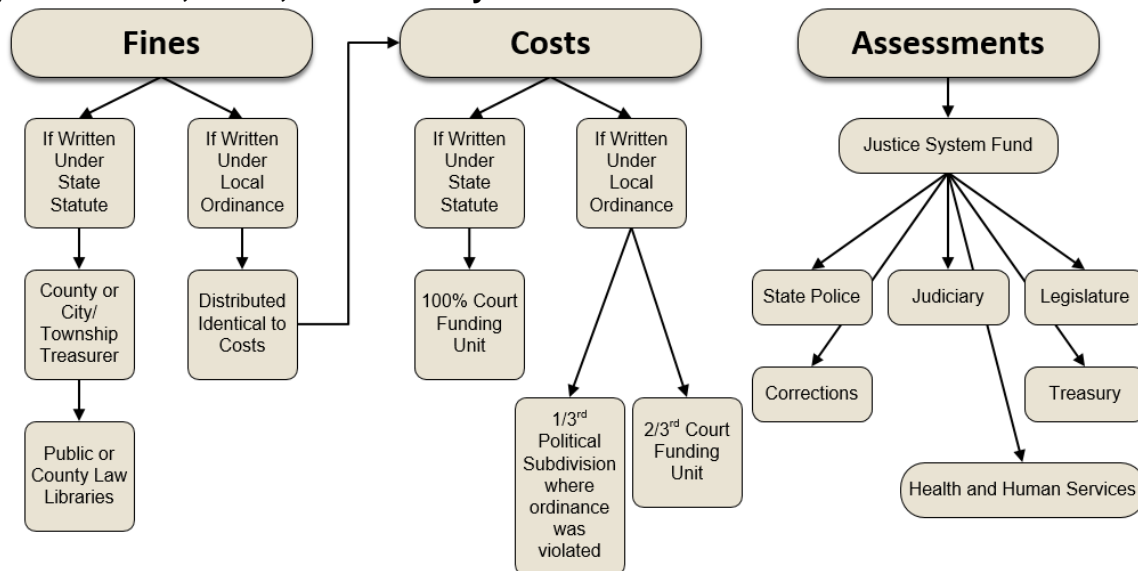 Fines
Costs
Assessments
If Written
Under
State
Statute
If Written
Under
Local
Ordinance
County or
City/
Township
Treasurer
Distributed
Identical to
Costs
Public or
County Law
Libraries
If Written
Under
State
Statute
If Written
Under
Local
Ordinance
100% Court
Funding
Unit
1/3rd
Political
Subdivision
where
ordinance
was
violated
2/3rd Court
Funding
Unit
Justice System Fund
State Police
Judiciary
Legislature
Corrections
Treasury
Health and Human Services